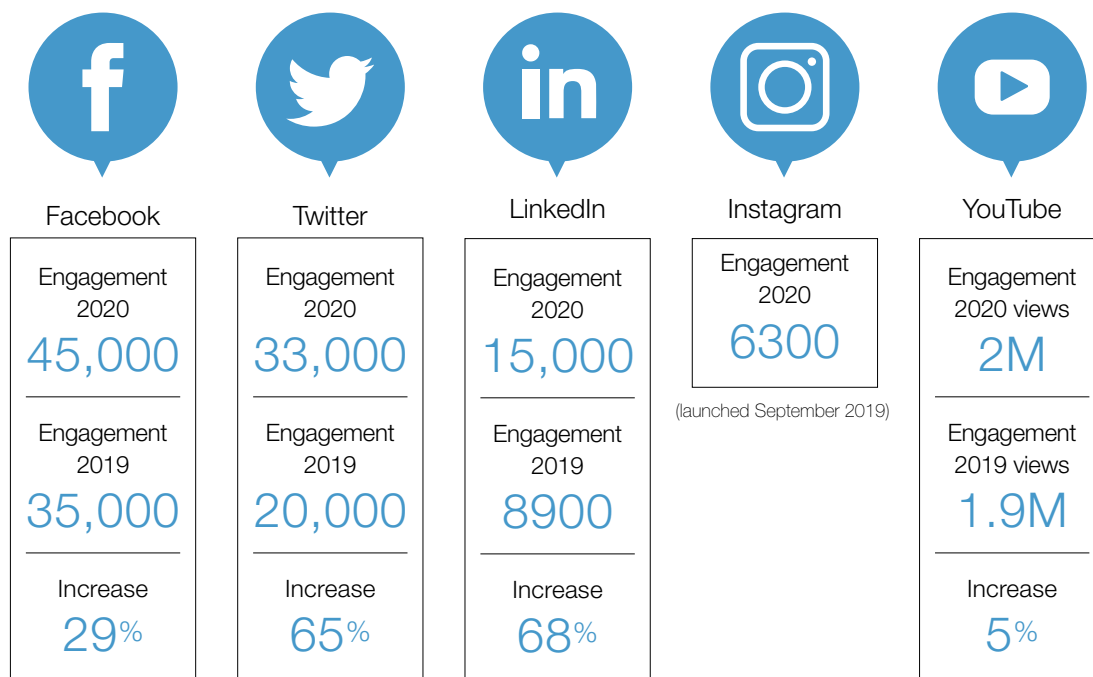 f
in
Facebook
Engagement
2020
45,000
Engagement
2019
35,000
Increase
29%
Twitter
Engagement
2020
33,000
Engagement
2019
20,000
Increase
65%
LinkedIn
Engagement
2020
15,000
Engagement
2019
8900
Increase
68%
Instagram
Engagement
2020
6300
(launched September 2019)
YouTube
Engagement
2020 views
2M
Engagement
2019 views
1.9M
Increase
5%